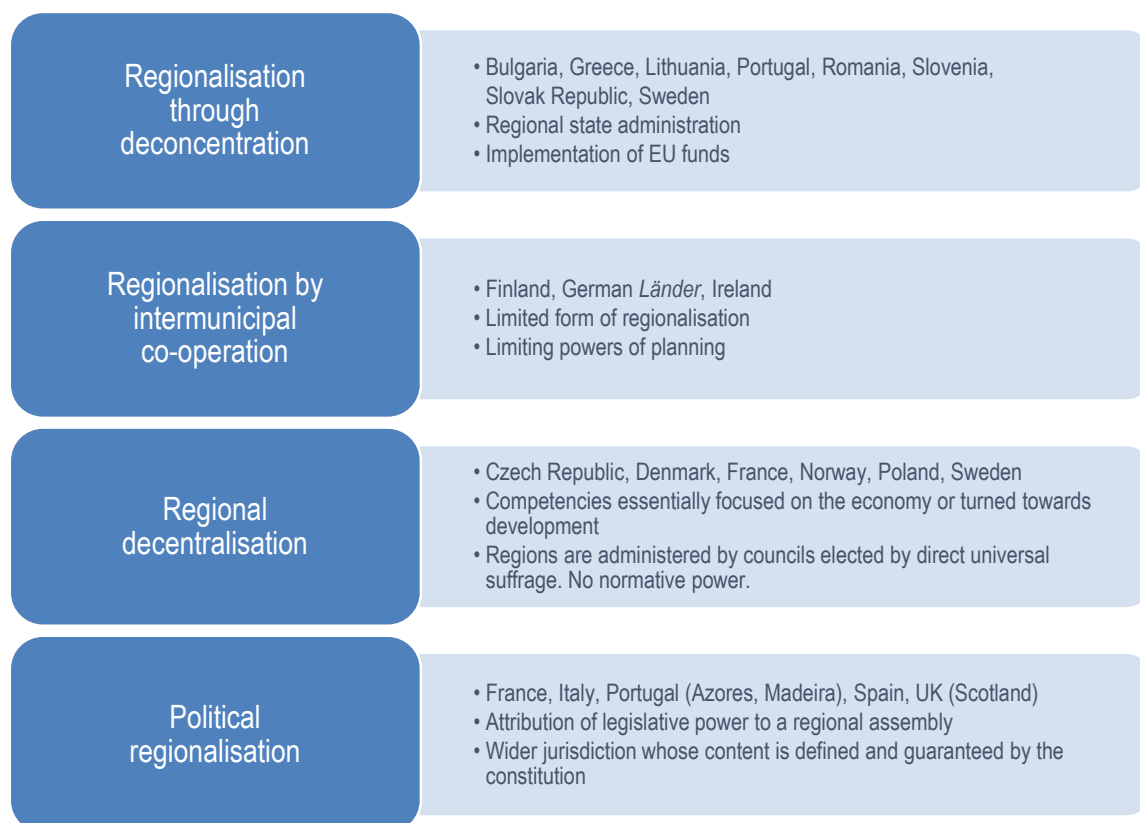 Regionalisation
through
deconcentration
• Bulgaria, Greece, Lithuania, Portugal, Romania, Slovenia,
Slovak Republic, Sweden
• Regional state administration
• Implementation of EU funds
Regionalisation by
intermunicipal
co-operation
• Finland, German Länder, Ireland
• Limited form of regionalisation
• Limiting powers of planning
Regional
decentralisation
• Czech Republic, Denmark, France, Norway, Poland, Sweden
• Competencies essentially focused on the economy or turned towards
development
• Regions are administered by councils elected by direct universal
suffrage. No normative power.
Political
regionalisation
• France, Italy, Portugal (Azores, Madeira), Spain, UK (Scotland)
• Attribution of legislative power to a regional assembly
• Wider jurisdiction whose content is defined and guaranteed by the
constitution